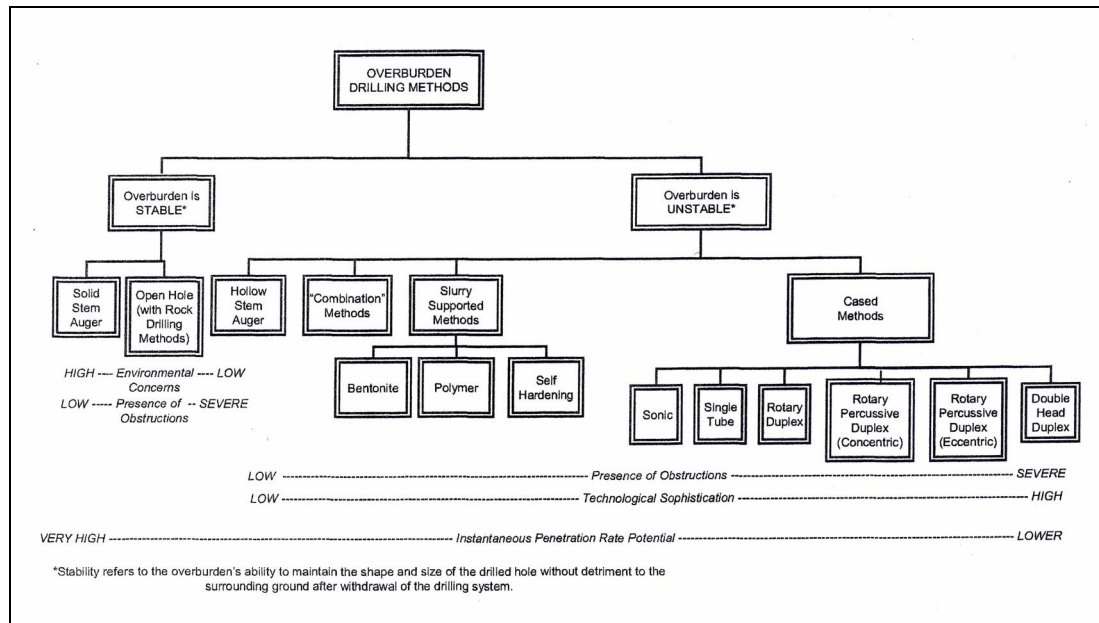 OVERBURDEN
DRILLING METHODS
Overburden is
STABLE*
Overburden is
UNSTABLE*
Solid
Stem
Auger
Open Hole
(with Rock
Drilling
Methods)
Hollow
Stem
Auger
"Combination"
Methods
Slurry
Supported
Methods
Cased
Methods
Bentonite
Polymer
Self
Hardening
Sonic
Single
Tube
Rotary
Duplex
Rotary
Percussive
Duplex
(Concentric)
Rotary
Percussive
Duplex
(Eccentric)
Double
Head
Duplex
HIGH ---- Environmental ---- LOW
Concerns
LOW ----- Presence of -- SEVERE
Obstructions
LOW ---------- Presence of Obstructions ---------- SEVERE
LOW ---------- Technological Sophistication ---------- HIGH
VERY HIGH ---------- Instantaneous Penetration Rate Potential ---------- LOWER
*Stability refers to the overburden's ability to maintain the shape and size of the drilled hole without detriment to the
surrounding ground after withdrawal of the drilling system.